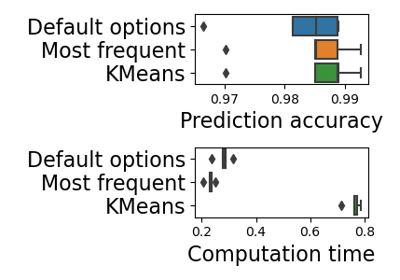 Default options
Most frequent
KMeans
0.97 0.98 0.99
Prediction accuracy
Default options
Most frequent
KMeans
0.2 0.4 0.6 0.8
Computation time